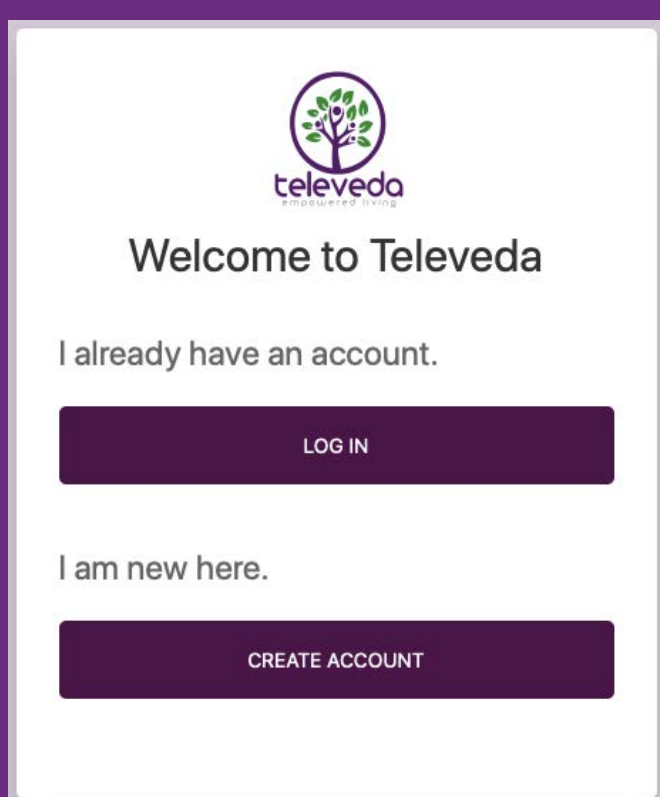 televeda
empowered living
Welcome to Televeda
I already have an account.
LOG IN
I am new here.
CREATE ACCOUNT